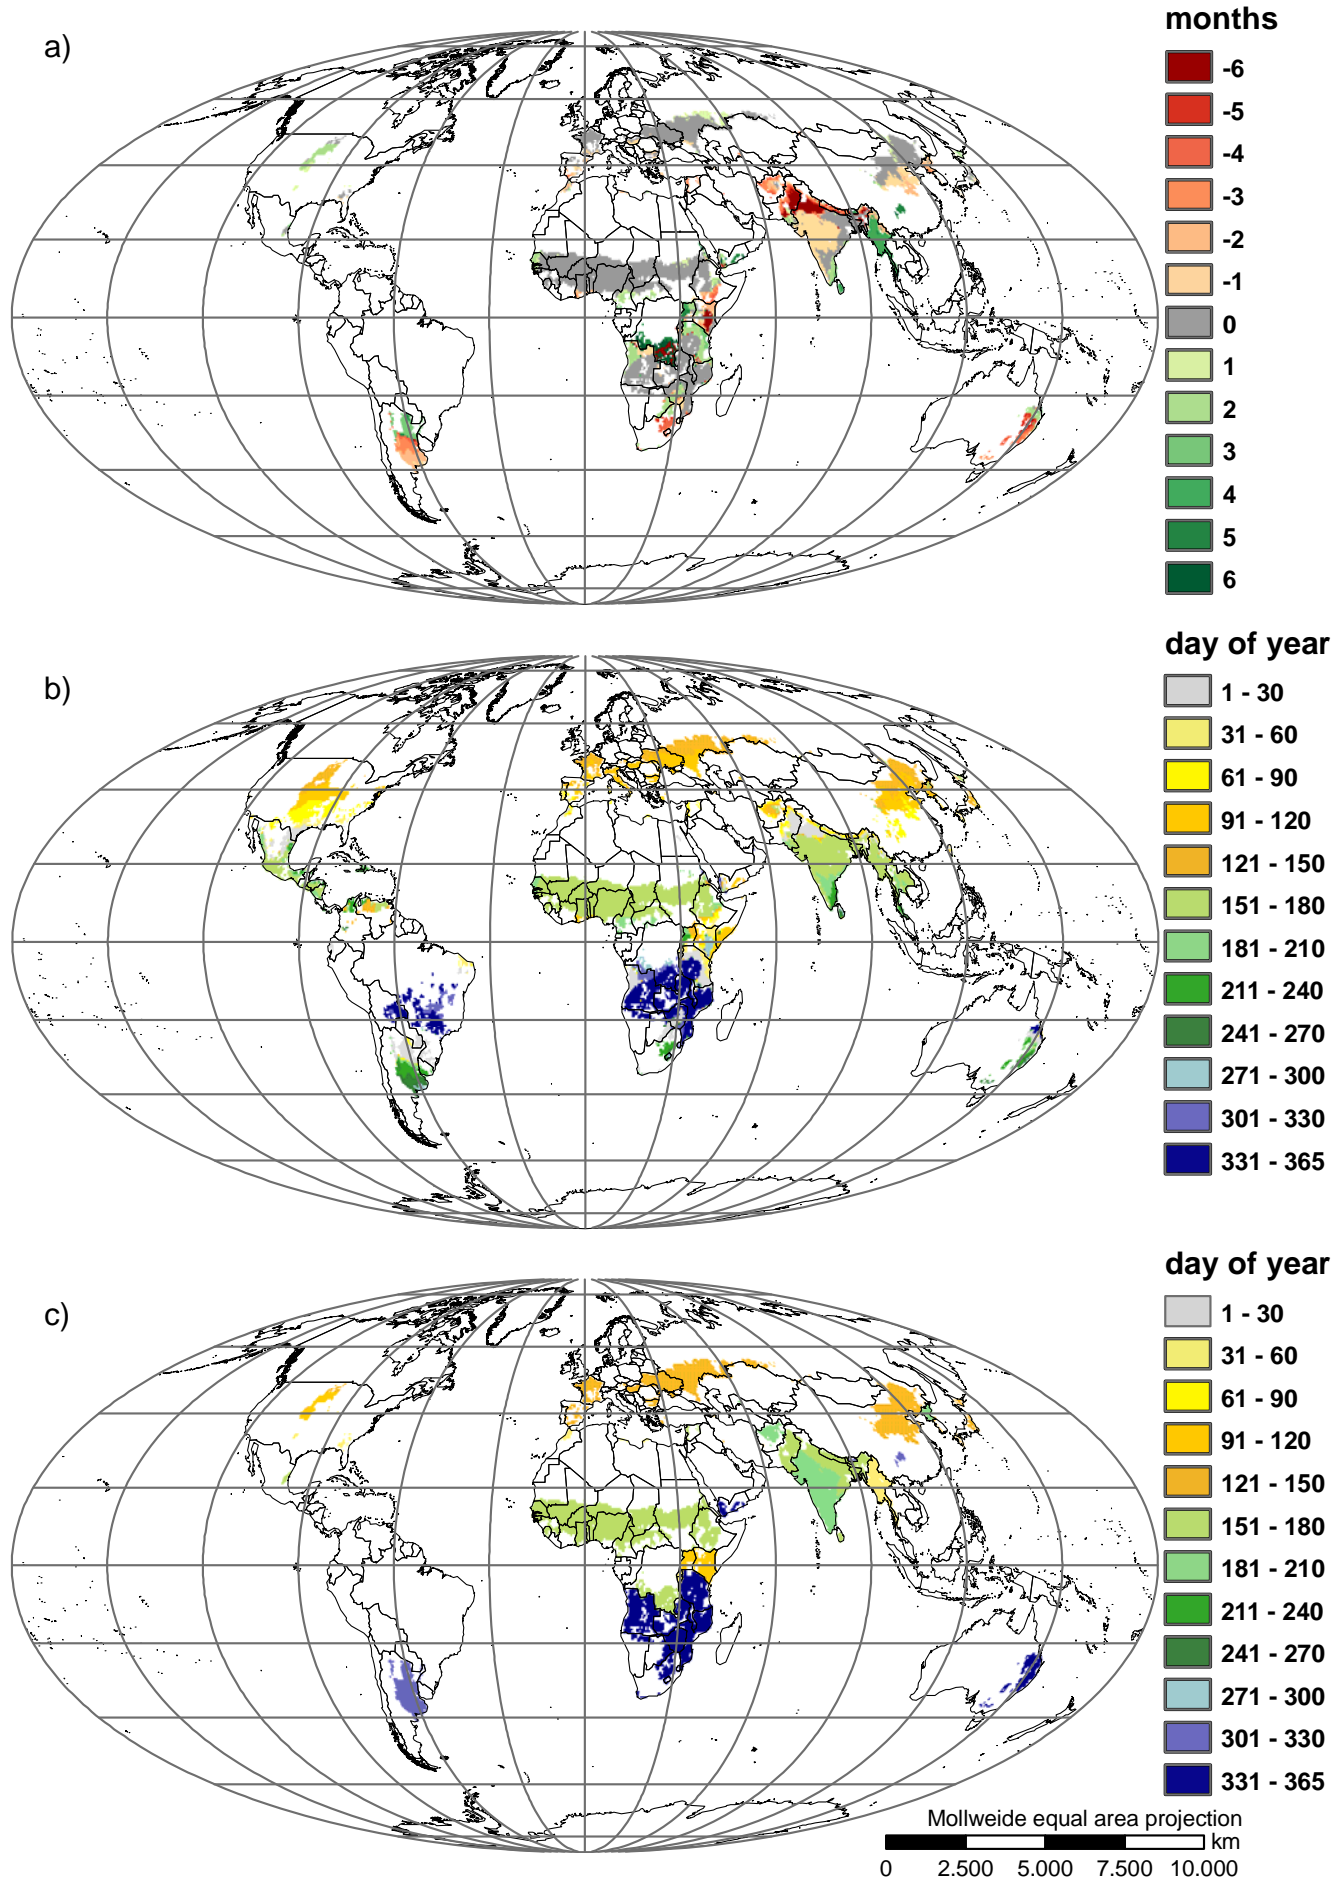 a)
months
-6
-5
-4
-3
-2
-1
0
1
2
3
4
5
6
b)
day of year
1 - 30
31 - 60
61 - 90
91 - 120
121 - 150
151 - 180
181 - 210
211 - 240
241 - 270
271 - 300
301 - 330
331 - 365
c)
day of year
1 - 30
31 - 60
61 - 90
91 - 120
121 - 150
151 - 180
181 - 210
211 - 240
241 - 270
271 - 300
301 - 330
331 - 365
Mollweide equal area projection
km
0 2.500 5.000 7.500 10.000